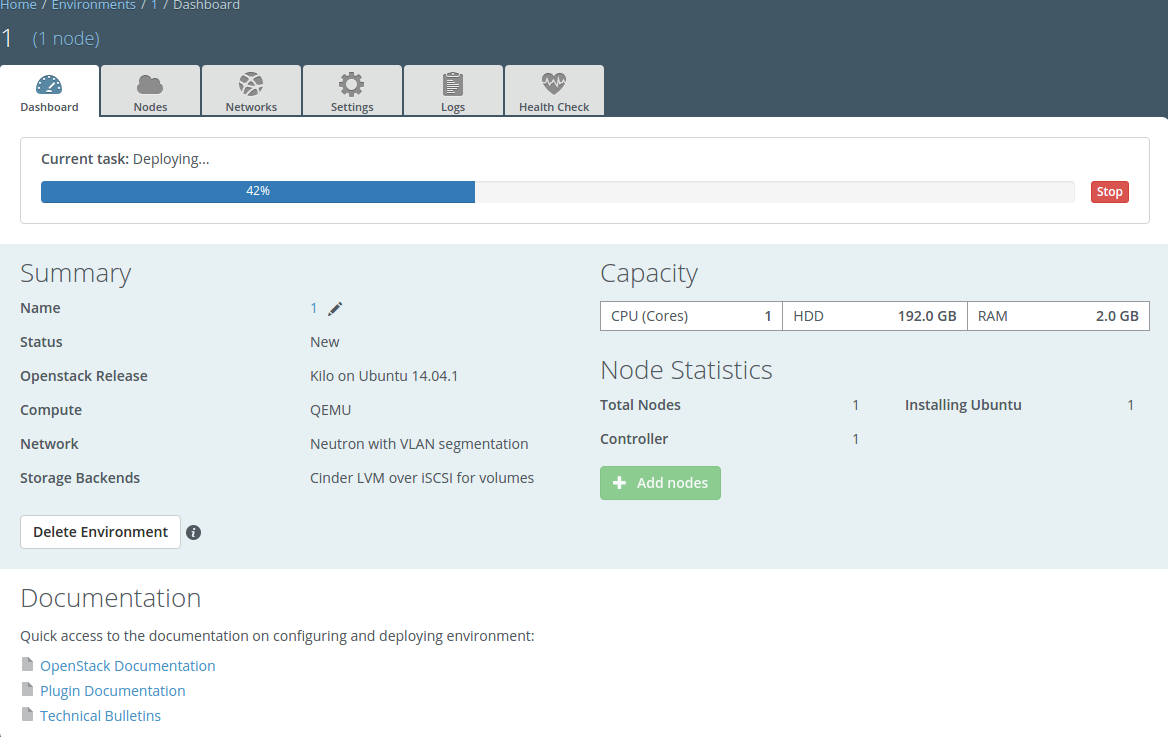 Home / Environments / 1 / Dashboard
1 (1 node)
Dashboard Nodes Networks Settings Logs Health Check
Current task: Deploying...
42% Stop
Summary
Name 1
Status New
Openstack Release Kilo on Ubuntu 14.04.1
Compute QEMU
Network Neutron with VLAN segmentation
Storage Backends Cinder LVM over iSCSI for volumes
Delete Environment
Capacity
CPU (Cores) 1 HDD 192.0 GB RAM 2.0 GB
Node Statistics
Total Nodes 1 Installing Ubuntu 1
Controller 1
Add nodes
Documentation
Quick access to the documentation on configuring and deploying environment:
OpenStack Documentation
Plugin Documentation
Technical Bulletins